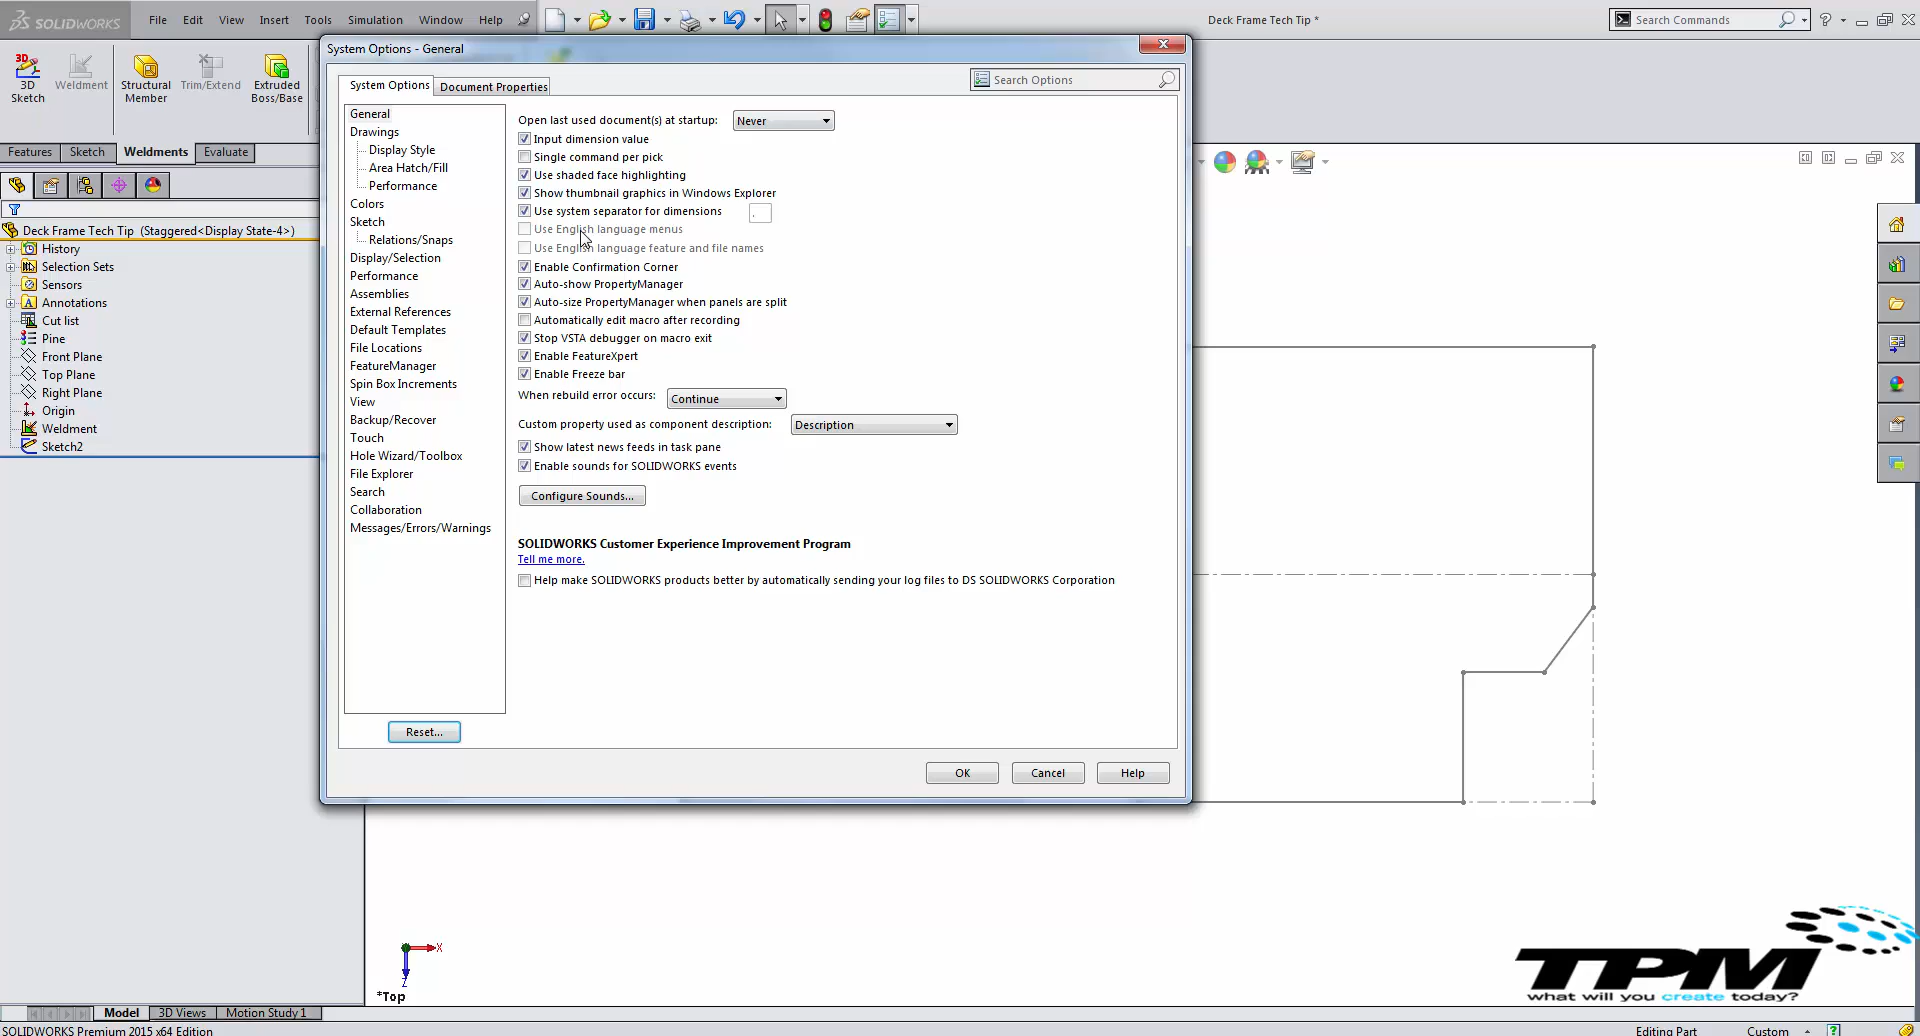 SOLIDWORKS File Edit View Insert Tools Simulation Window Help Deck Frame Tech Tip * Search Commands ?
System Options - General
3D Sketch
Weldment
Structural Member
Trim/Extend
Extruded Boss/Base
Features Sketch Weldments Evaluate
Deck Frame Tech Tip (Staggered<Display State-4>)
History
Selection Sets
Sensors
Annotations
Cut list
Pine
Front Plane
Top Plane
Right Plane
Origin
Weldment
Sketch2
System Options Document Properties
Search Options
General
Drawings
Display Style
Area Hatch/Fill
Performance
Colors
Sketch
Relations/Snaps
Display/Selection
Performance
Assemblies
External References
Default Templates
File Locations
FeatureManager
Spin Box Increments
View
Backup/Recover
Touch
Hole Wizard/Toolbox
File Explorer
Search
Collaboration
Messages/Errors/Warnings
Reset...
Open last used document(s) at startup: Never
Input dimension value
Single command per pick
Use shaded face highlighting
Show thumbnail graphics in Windows Explorer
Use system separator for dimensions .
Use English language menus
Use English language feature and file names
Enable Confirmation Corner
Auto-show PropertyManager
Auto-size PropertyManager when panels are split
Automatically edit macro after recording
Stop VSTA debugger on macro exit
Enable FeatureXpert
Enable Freeze bar
When rebuild error occurs: Continue
Custom property used as component description: Description
Show latest news feeds in task pane
Enable sounds for SOLIDWORKS events
Configure Sounds...
SOLIDWORKS Customer Experience Improvement Program
Tell me more.
Help make SOLIDWORKS products better by automatically sending your log files to DS SOLIDWORKS Corporation
OK Cancel Help
X
Z
*Top
TPM
what will you create today?
Model 3D Views Motion Study 1
SOLIDWORKS Premium 2015 x64 Edition Editing Part Custom ?